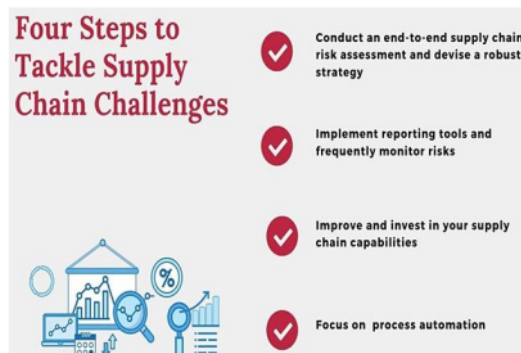 Four Steps to
Tackle Supply
Chain Challenges
Conduct an end-to-end supply chain
risk assessment and devise a robust
strategy
Implement reporting tools and
frequently monitor risks
Improve and invest in your supply
chain capabilities
Focus on process automation
%